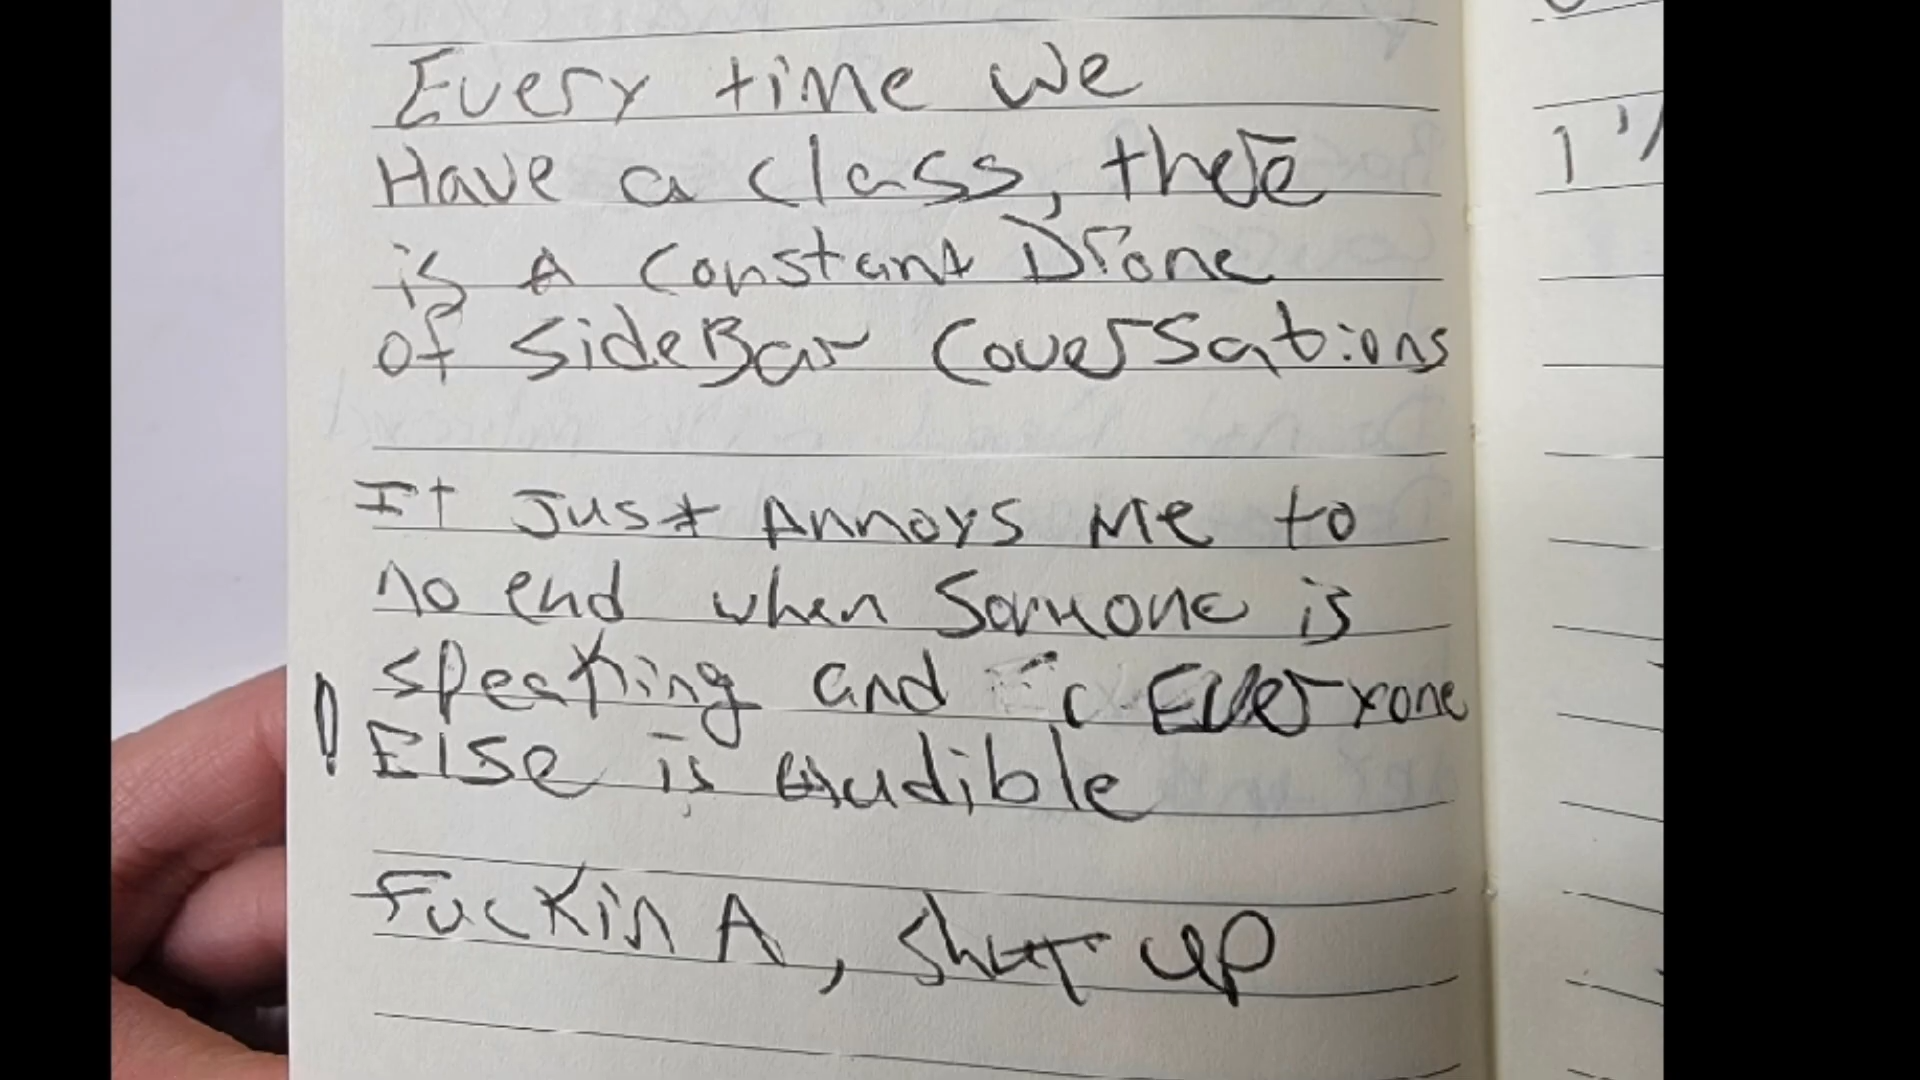 Every time we
Have a class, there
is A Constant Drone
of SideBar Coversations
It Just Annoys Me to
no end when Someone is
speaking and Everyone
Else is audible
Fuckin A, shut up